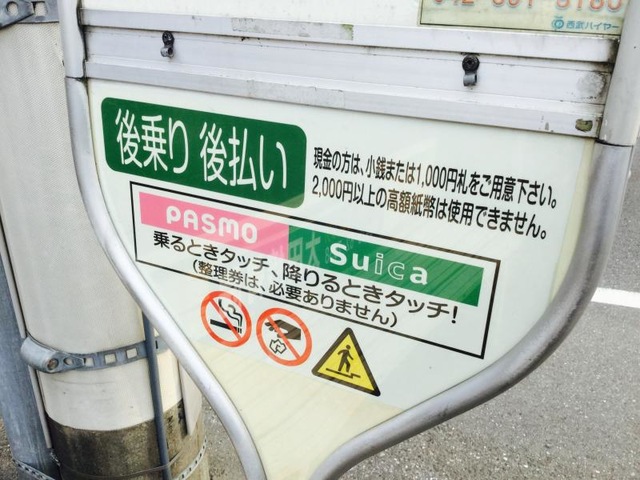 西武ハイヤー
後乗り 後払い
現金の方は、小銭または1,000円札をご用意下さい。
2,000円以上の高額紙幣は使用できません。
PASMO Suica
乗るときタッチ、降りるときタッチ!
(整理券は、必要ありません)